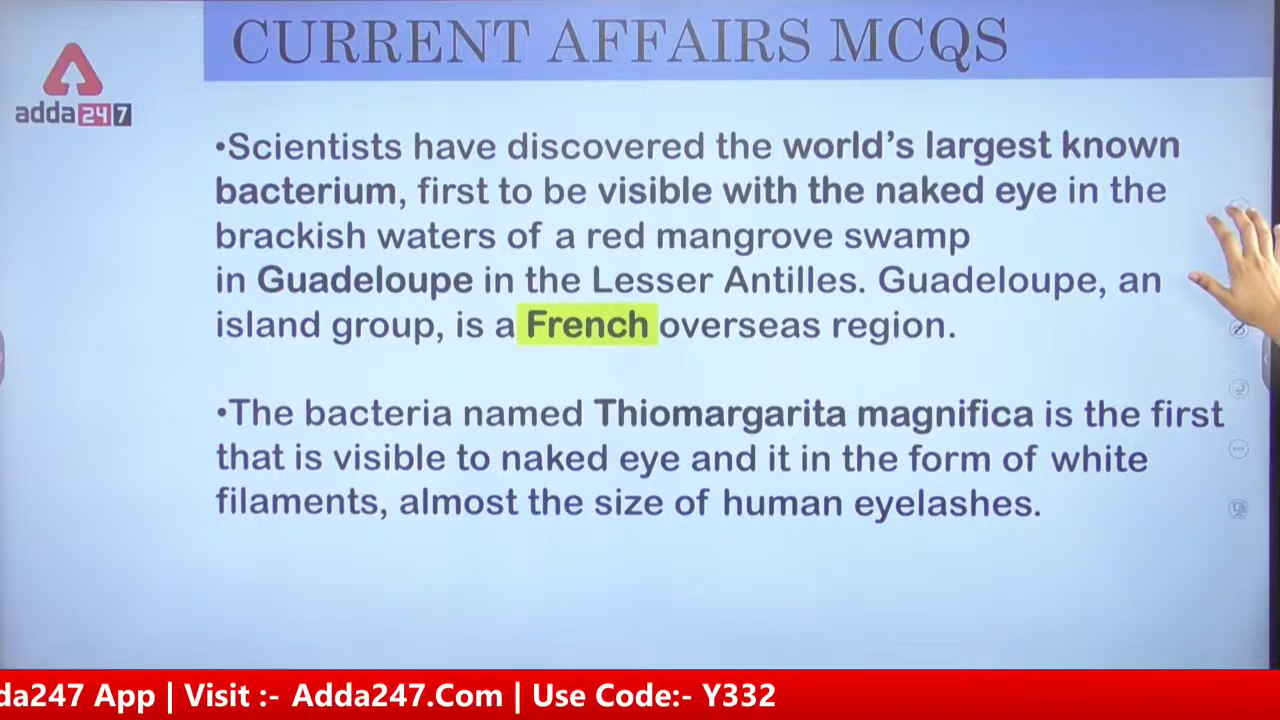 CURRENT AFFAIRS MCQS
adda247
•Scientists have discovered the world's largest known
bacterium, first to be visible with the naked eye in the
brackish waters of a red mangrove swamp
in Guadeloupe in the Lesser Antilles. Guadeloupe, an
island group, is a French overseas region.
•The bacteria named Thiomargarita magnifica is the first
that is visible to naked eye and it in the form of white
filaments, almost the size of human eyelashes.
da247 App | Visit :- Adda247.Com | Use Code:- Y332